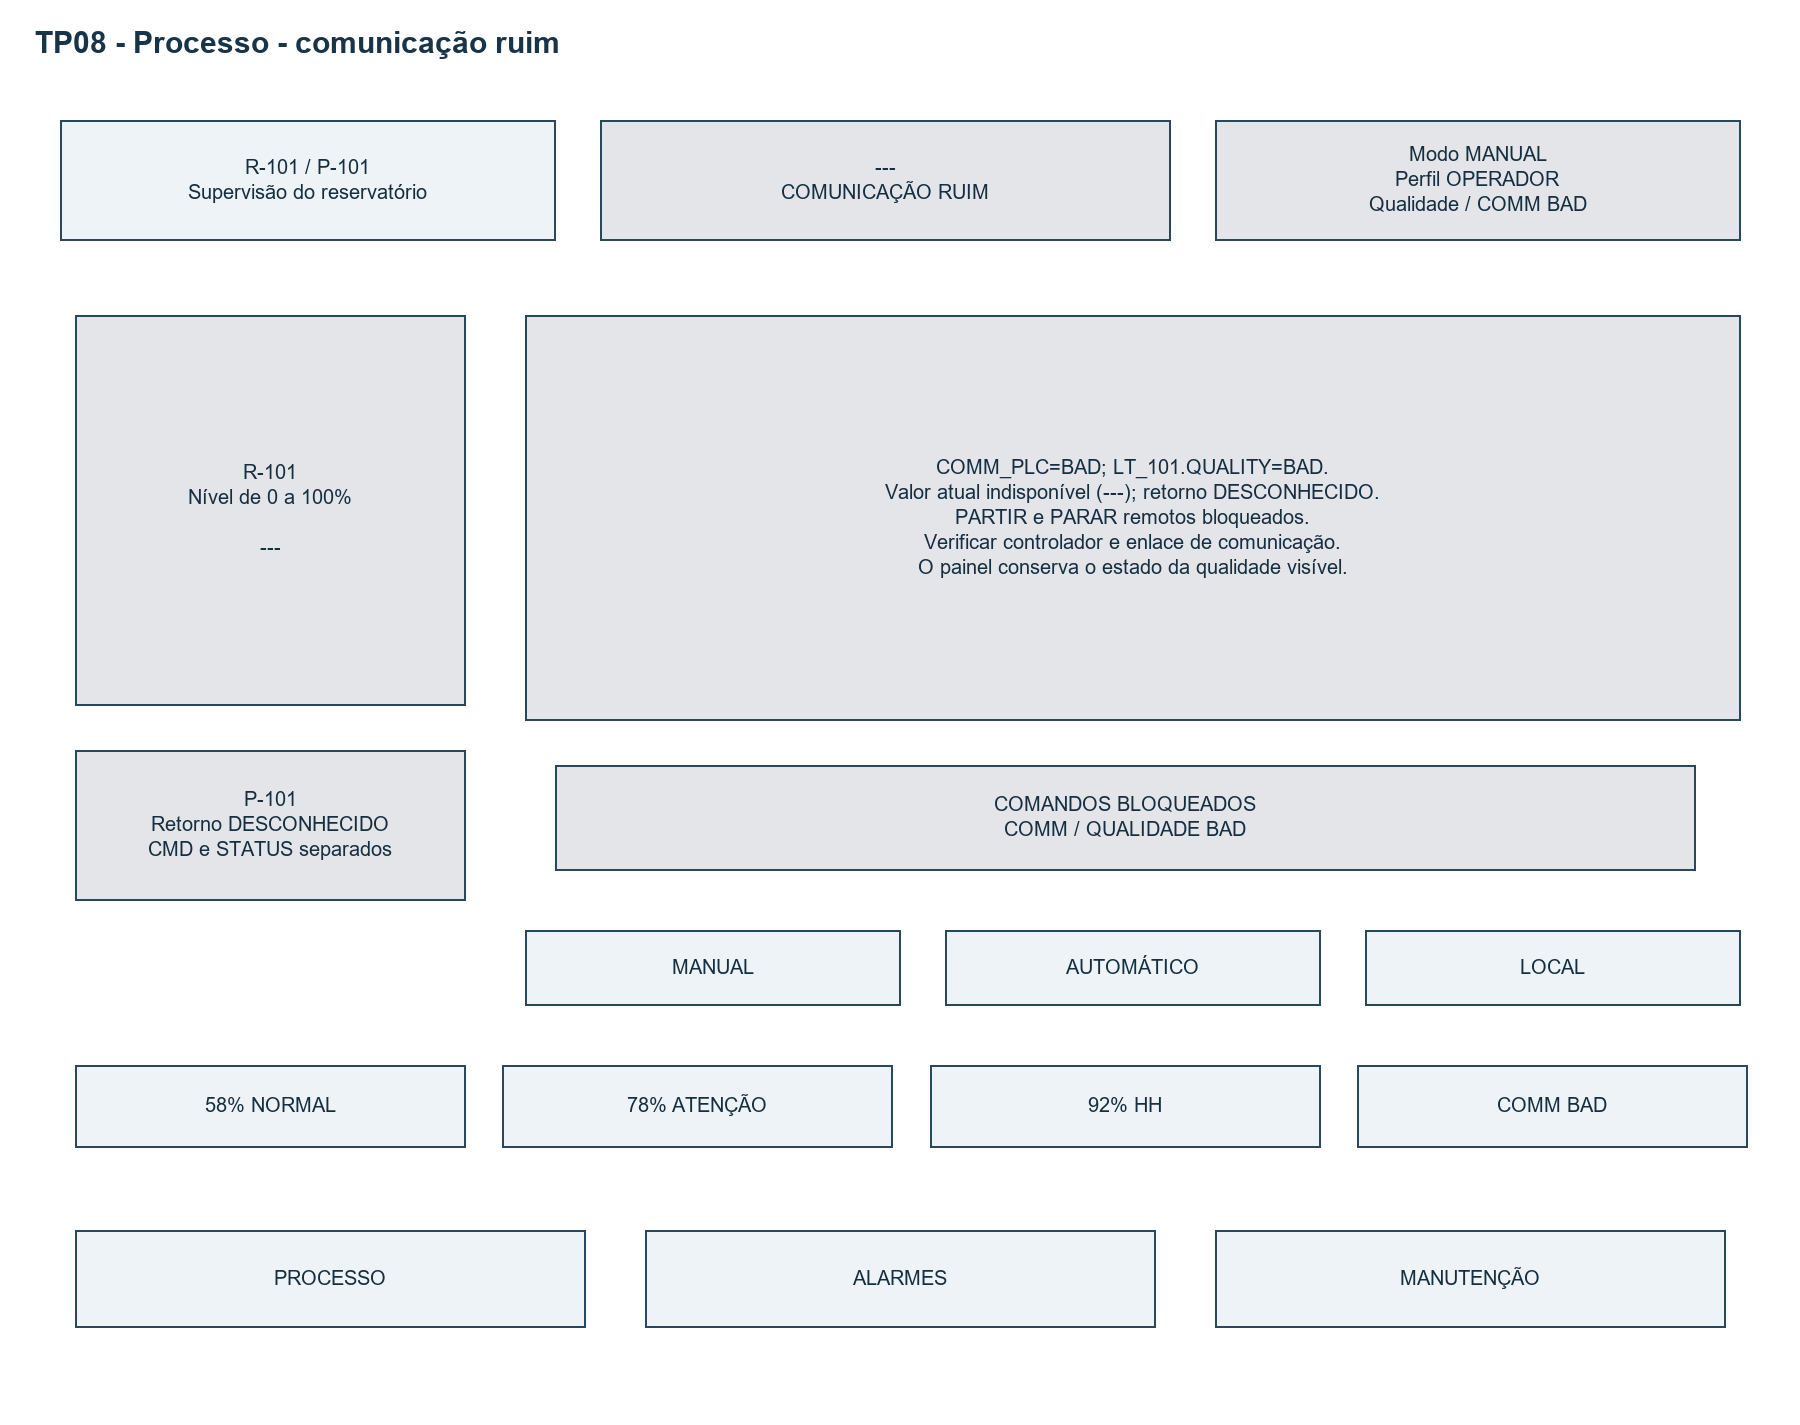 TP08 - Processo - comunicação ruim
R-101 / P-101
Supervisão do reservatório
---
COMUNICAÇÃO RUIM
Modo MANUAL
Perfil OPERADOR
Qualidade / COMM BAD
R-101
Nível de 0 a 100%
---
COMM_PLC=BAD; LT_101.QUALITY=BAD.
Valor atual indisponível (---); retorno DESCONHECIDO.
PARTIR e PARAR remotos bloqueados.
Verificar controlador e enlace de comunicação.
O painel conserva o estado da qualidade visível.
P-101
Retorno DESCONHECIDO
CMD e STATUS separados
COMANDOS BLOQUEADOS
COMM / QUALIDADE BAD
MANUAL
AUTOMÁTICO
LOCAL
58% NORMAL
78% ATENÇÃO
92% HH
COMM BAD
PROCESSO
ALARMES
MANUTENÇÃO